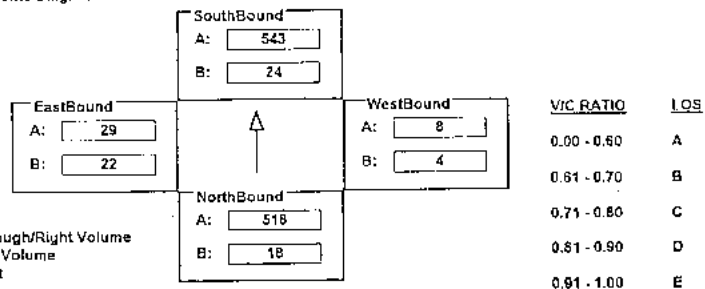 SouthBound
A: 543
B: 24
EastBound
A: 29
B: 22
WestBound
A: 8
B: 4
NorthBound
A: 518
B: 18
ough/Right Volume
Volume
t
V/C RATIO LOS
0.00 - 0.60 A
0.61 - 0.70 B
0.71 - 0.80 C
0.81 - 0.90 D
0.91 - 1.00 E